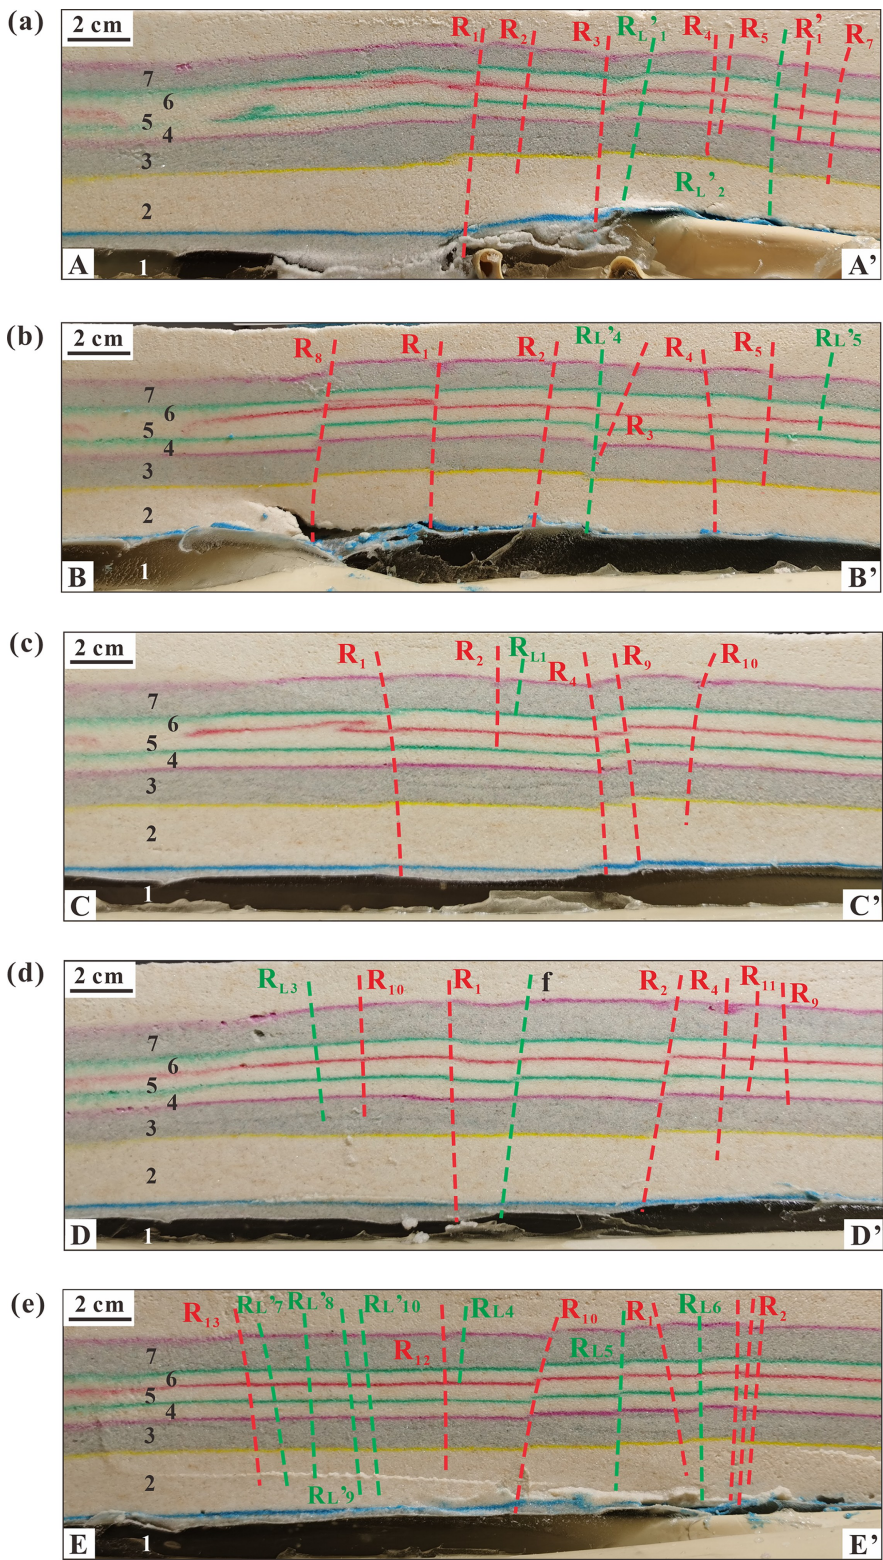 (a)
2 cm
R1 R2 R3 RL'1 R4 R5 R1' R7
7
6
5
4
3
RL'2
2
1
A A'
(b)
2 cm
R8 R1 R2 RL'4 R4 R5 RL'5
7
6
5
R3
4
3
2
1
B B'
(c)
2 cm
R1 R2 RL1 R4 R9 R10
7
6
5
4
3
2
1
C C'
(d)
2 cm
RL3 R10 R1 f R2 R4 R11 R9
7
6
5
4
3
2
1
D D'
(e)
2 cm
R13 RL'7 RL'8 RL'10 RL4 R10 R1 RL6 R2
7
R12 RL5
6
5
4
3
2
RL'9
1
E E'